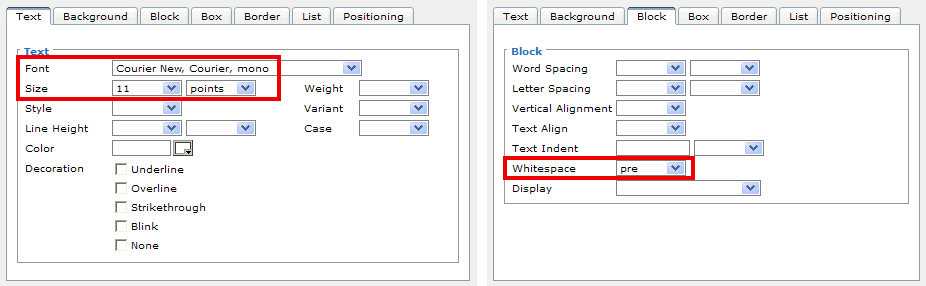 Text Background Block Box Border List Positioning
Text
Font Courier New, Courier, mono
Size 11 points Weight
Style Variant
Line Height Case
Color
Decoration Underline
Overline
Strikethrough
Blink
None
Text Background Block Box Border List Positioning
Block
Word Spacing
Letter Spacing
Vertical Alignment
Text Align
Text Indent
Whitespace pre
Display